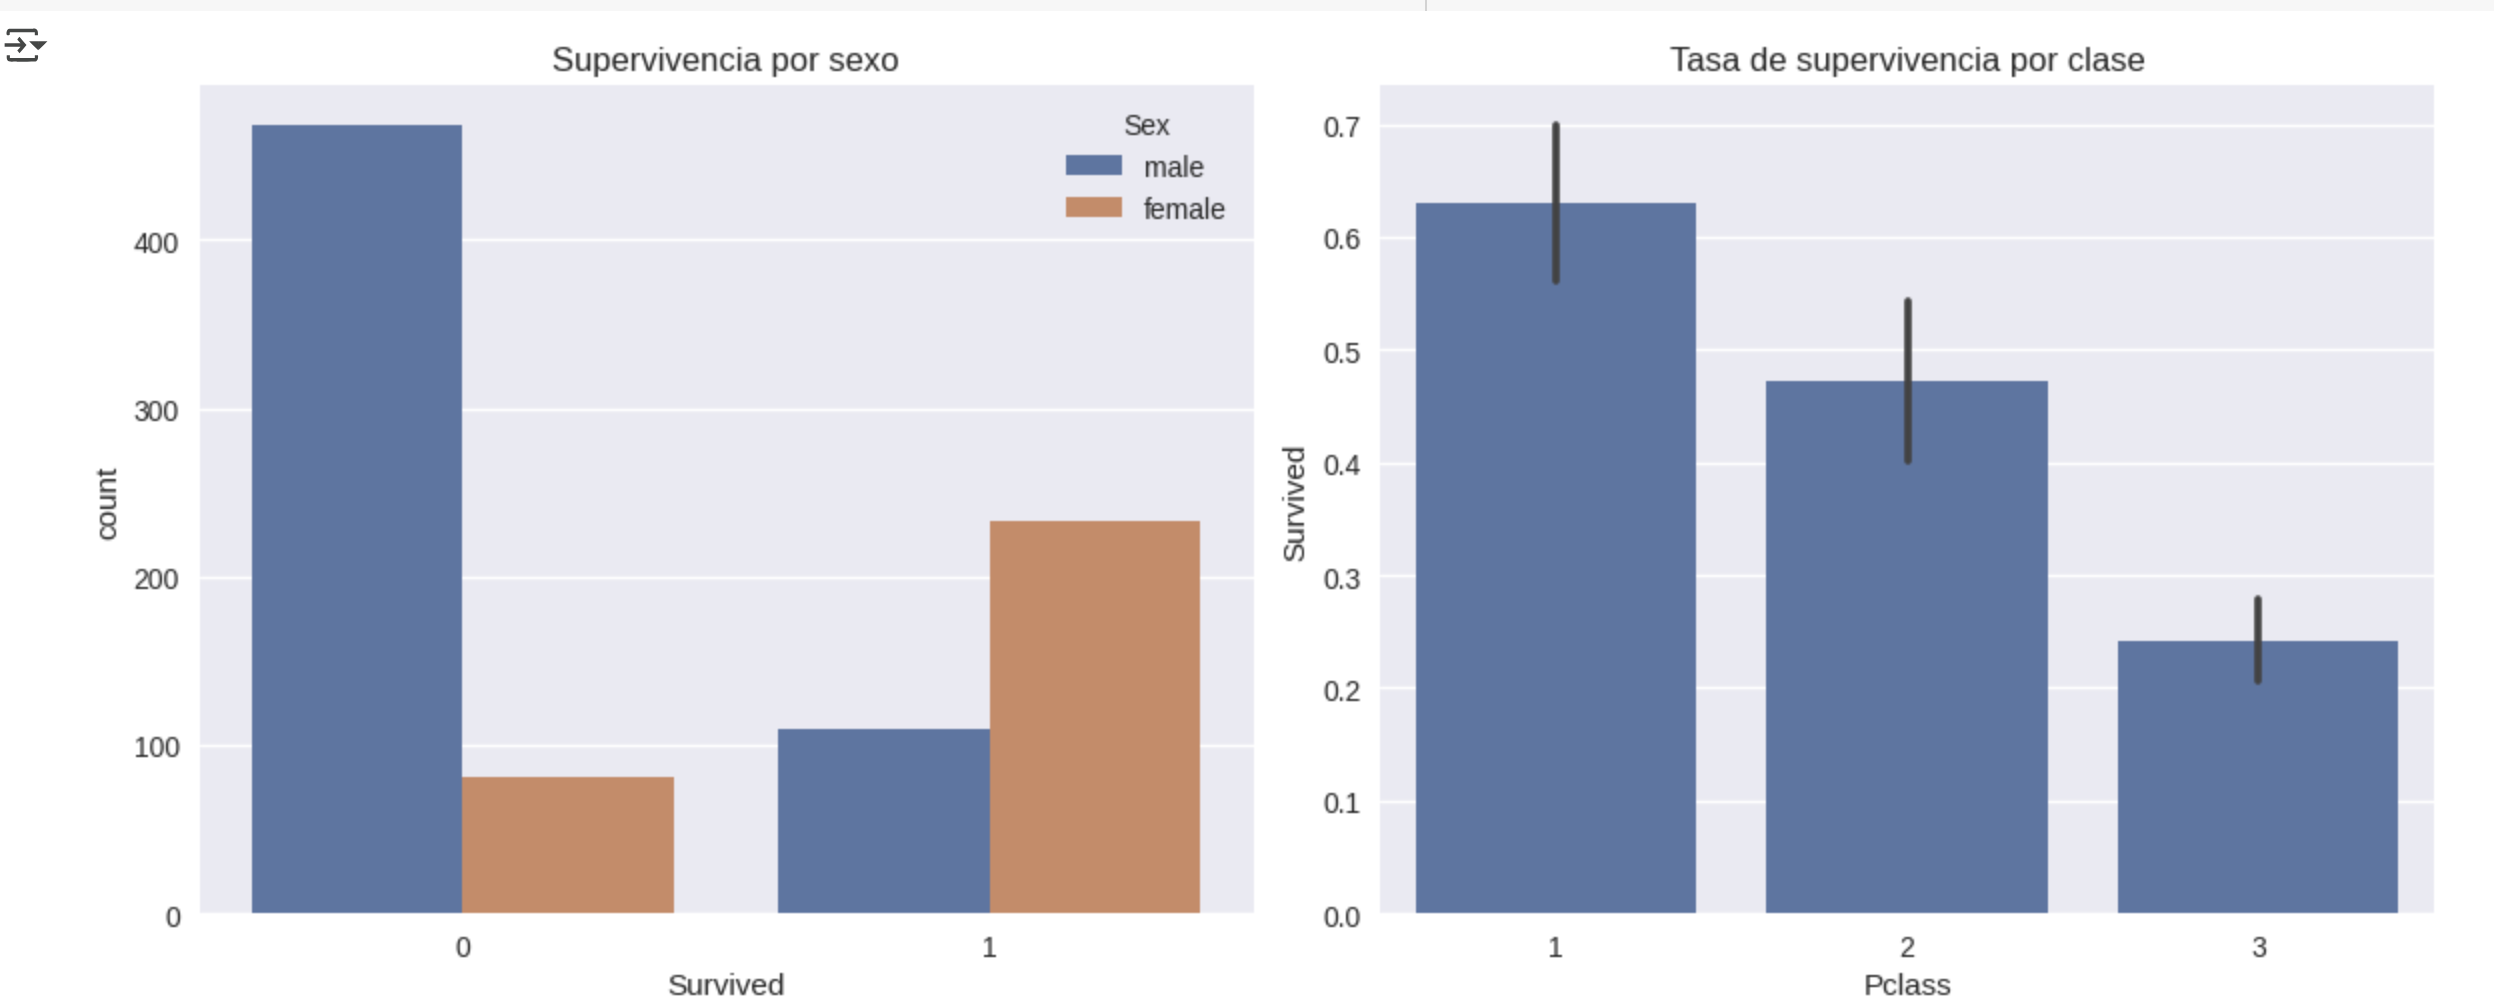 Supervivencia por sexo
Sex
male
female
400
300
200
100
0
count
0
1
Survived
Tasa de supervivencia por clase
0.7
0.6
0.5
0.4
0.3
0.2
0.1
0.0
Survived
1
2
3
Pclass